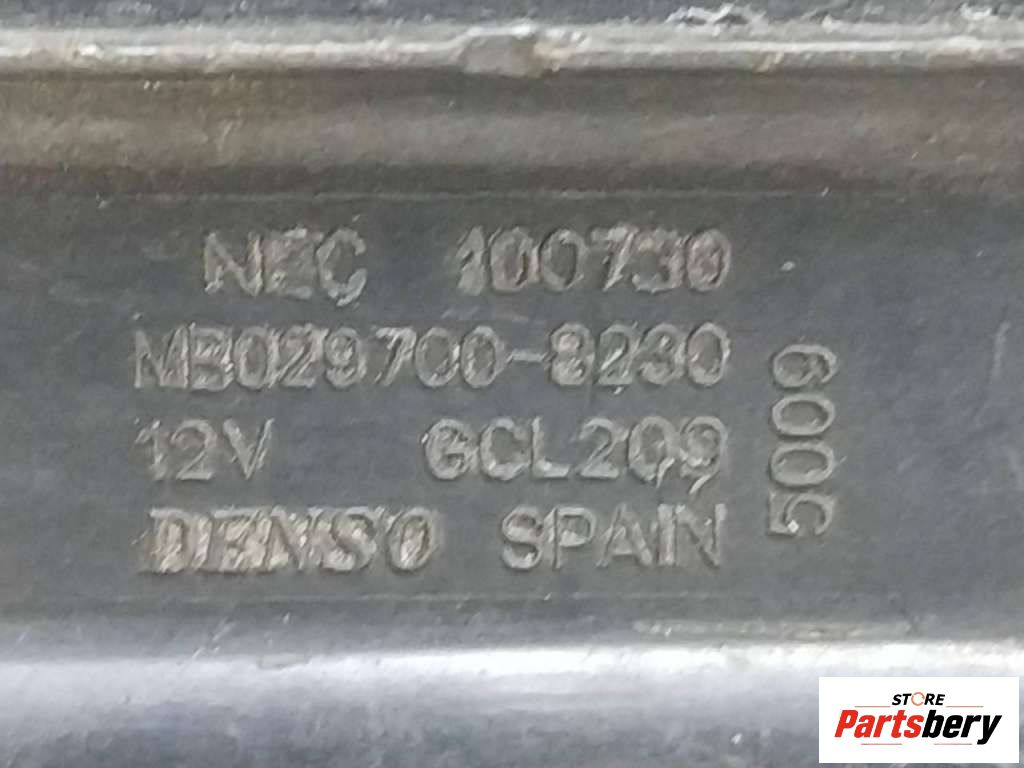 NEC 100730
MB029700-8230
12V GCL209
DENSO SPAIN
5009
STORE
Partsbery